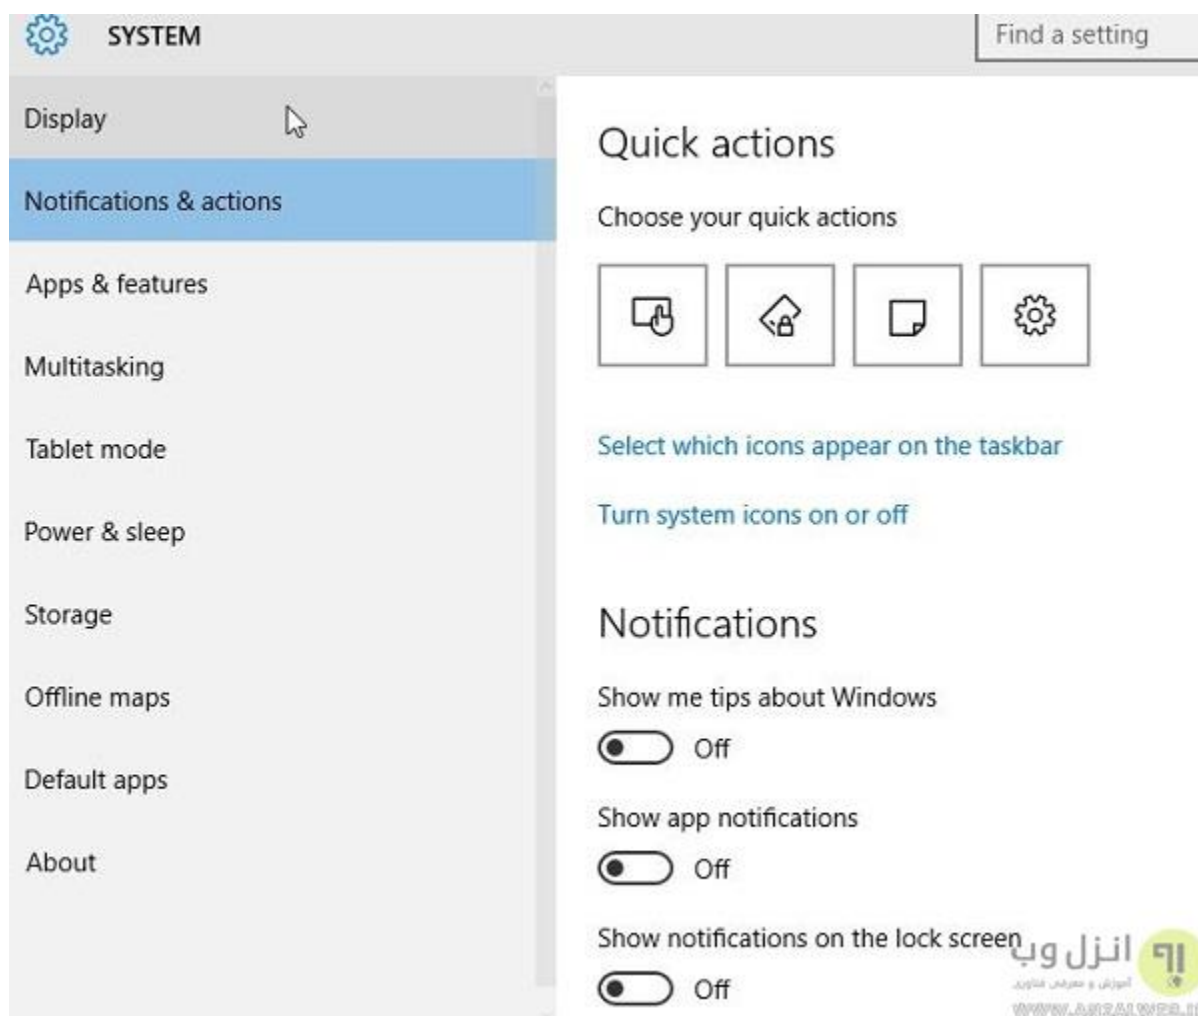 SYSTEM
Find a setting
Display
Notifications & actions
Apps & features
Multitasking
Tablet mode
Power & sleep
Storage
Offline maps
Default apps
About
Quick actions
Choose your quick actions
Select which icons appear on the taskbar
Turn system icons on or off
Notifications
Show me tips about Windows
Off
Show app notifications
Off
Show notifications on the lock screen
Off
انزل وب
آموزش و معرفی فناوری